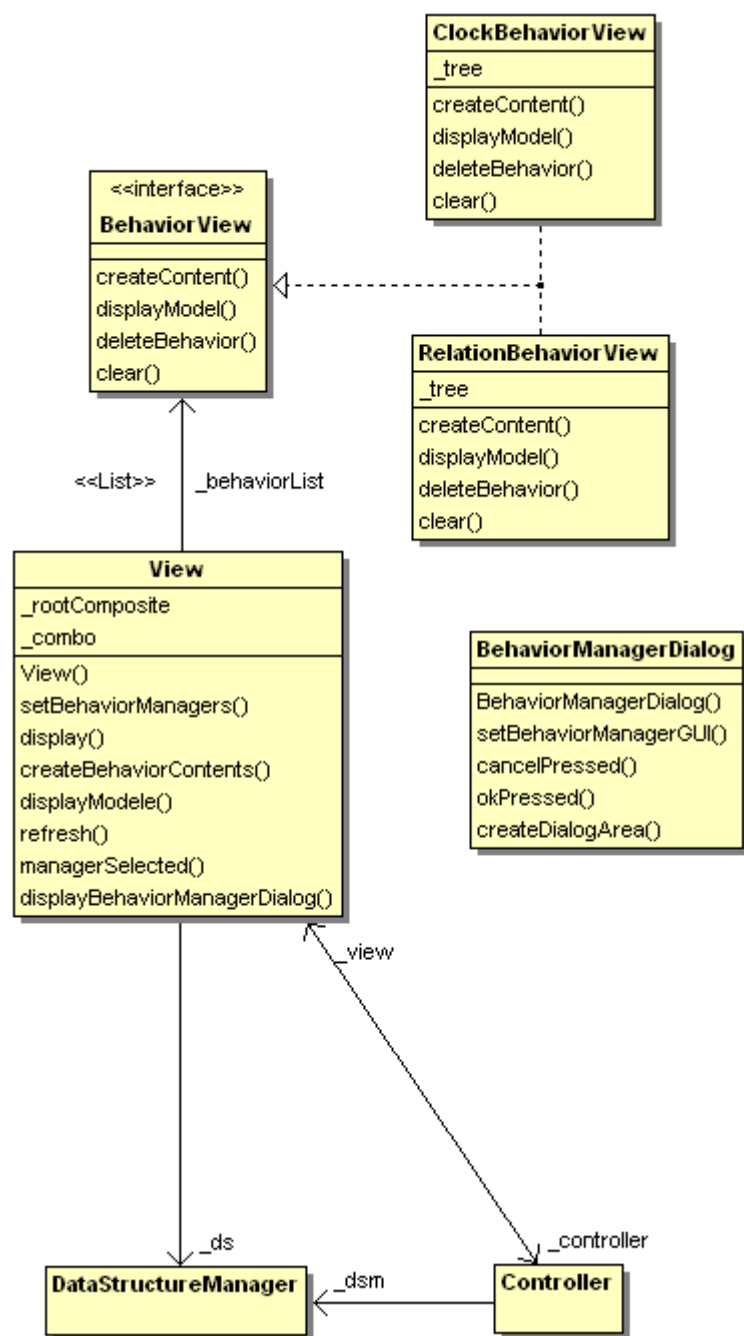 ClockBehaviorView
_tree
createContent()
displayModel()
deleteBehavior()
clear()
<<interface>>
BehaviorView
createContent()
displayModel()
deleteBehavior()
clear()
RelationBehaviorView
_tree
createContent()
displayModel()
deleteBehavior()
clear()
<<List>>
_behaviorList
View
_rootComposite
_combo
View()
setBehaviorManagers()
display()
createBehaviorContents()
displayModele()
refresh()
managerSelected()
displayBehaviorManagerDialog()
BehaviorManagerDialog
BehaviorManagerDialog()
setBehaviorManagerGUI()
cancelPressed()
okPressed()
createDialogArea()
_view
_ds
_controller
DataStructureManager
_dsm
Controller